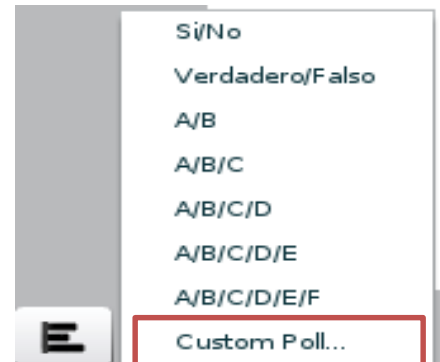 Si/No
Verdadero/Falso
A/B
A/B/C
A/B/C/D
A/B/C/D/E
A/B/C/D/E/F
Custom Poll...